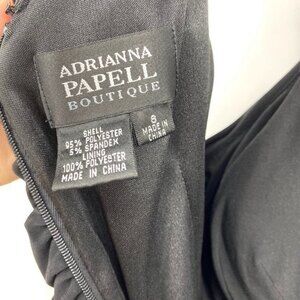 ADRIANNA
PAPELL
BOUTIQUE
8
MADE IN
CHINA
SHELL
95% POLYESTER
5% SPANDEX
LINING
100% POLYESTER
MADE IN CHINA